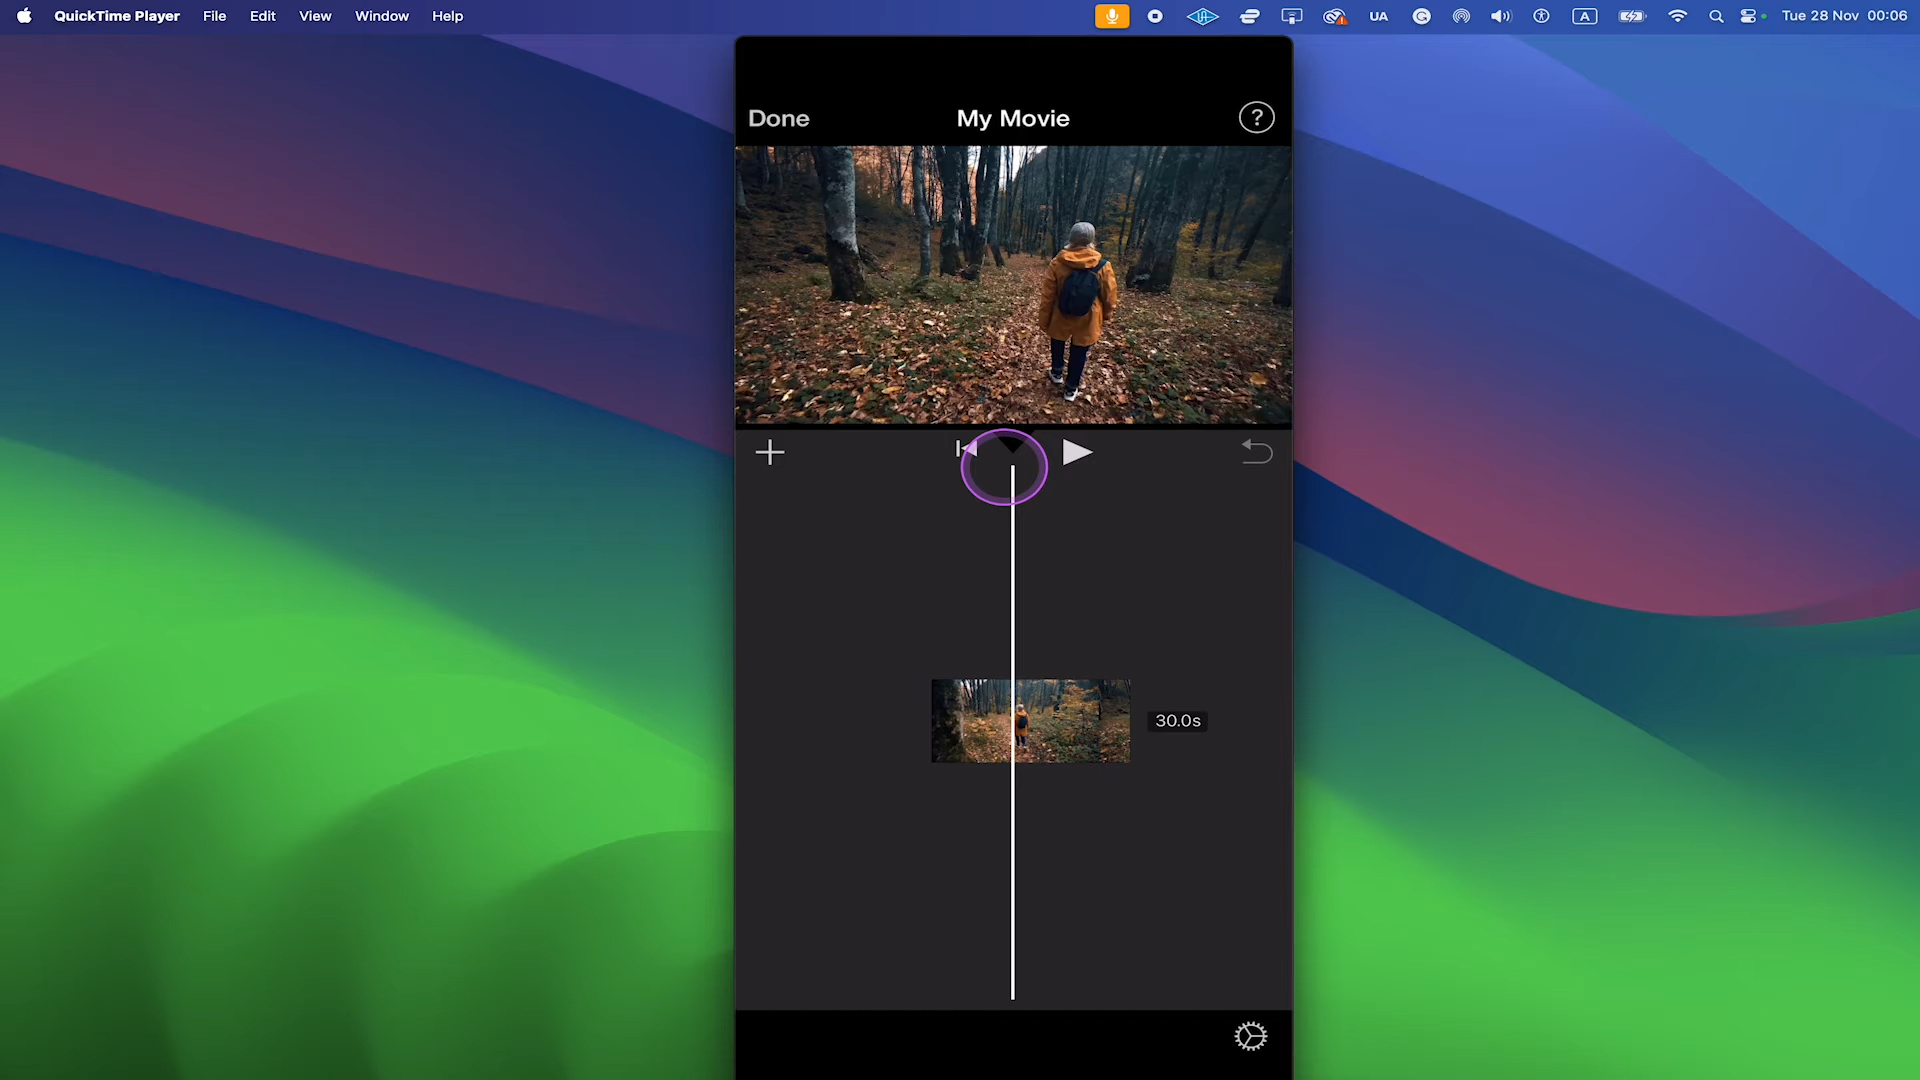 QuickTime Player File Edit View Window Help UA A Tue 28 Nov 00:06
Done My Movie ?
30.0s